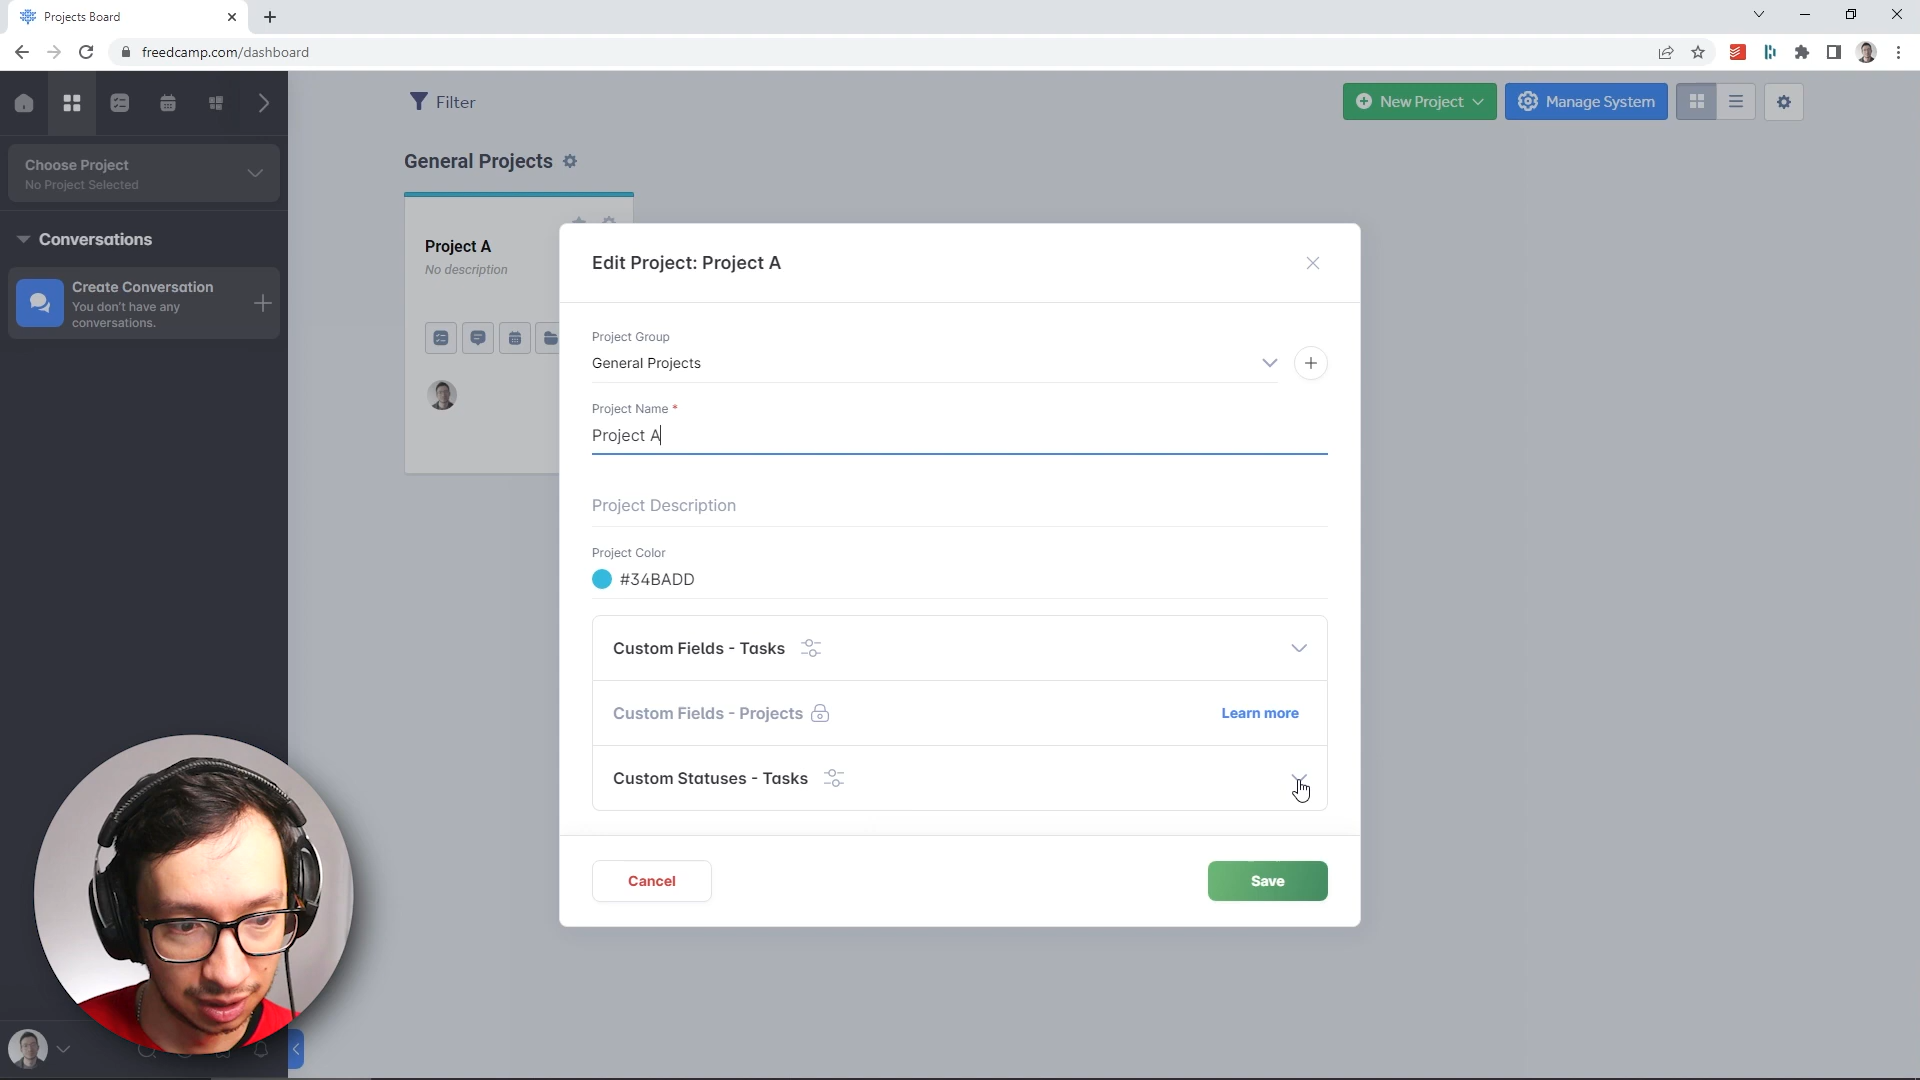 Projects Board
freedcamp.com/dashboard
Filter
New Project
Manage System
Choose Project
No Project Selected
General Projects
Conversations
Create Conversation
You don't have any
conversations.
Project A
No description
Edit Project: Project A
Project Group
General Projects
Project Name *
Project A
Project Description
Project Color
#34BADD
Custom Fields - Tasks
Custom Fields - Projects
Learn more
Custom Statuses - Tasks
Cancel
Save